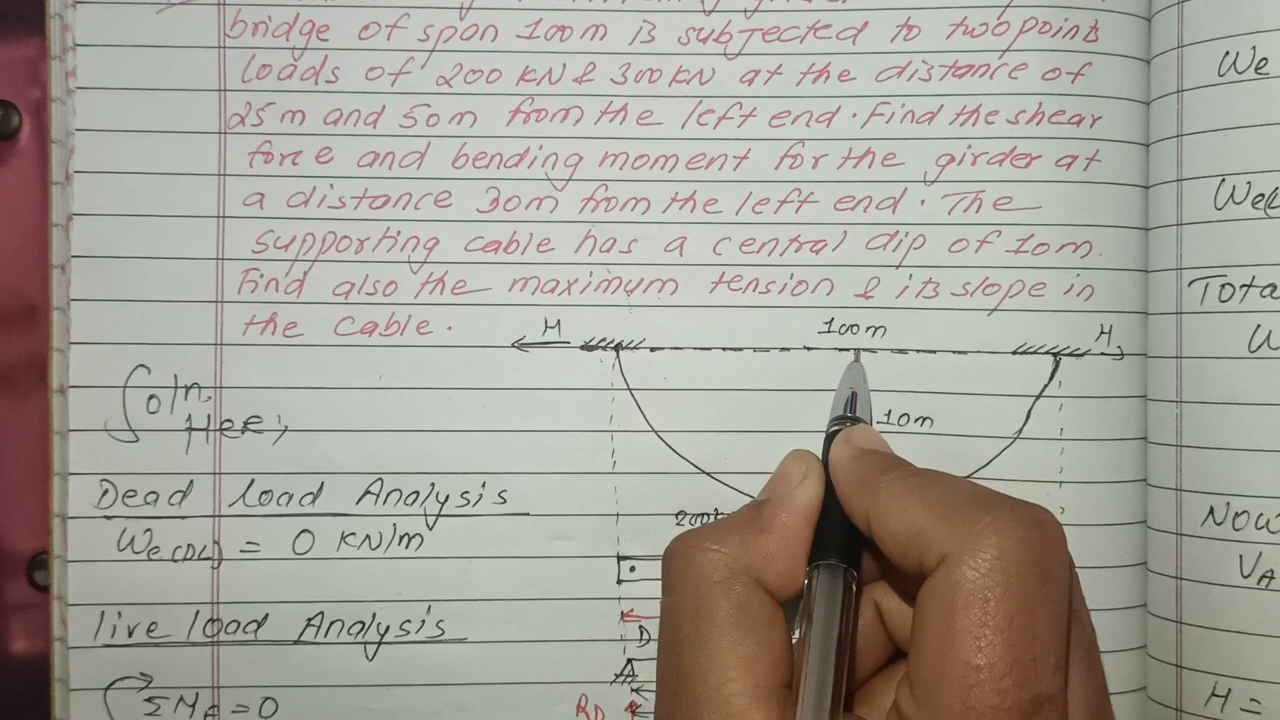 bridge of span 100m is subjected to two point
loads of 200 KN & 300 KN at the distance of
25 m and 50m from the left end. Find the shear
force and bending moment for the girder at
a distance 30m from the left end. The
supporting cable has a central dip of 10m.
Find also the maximum tension & its slope in
the cable.
H 100m H
Soln,
Here,
10m
Dead load Analysis
We(DL) = 0 KN/m
live load Analysis
D
A
ΣM = 0
RD
We
Tota
Now
VA
H =